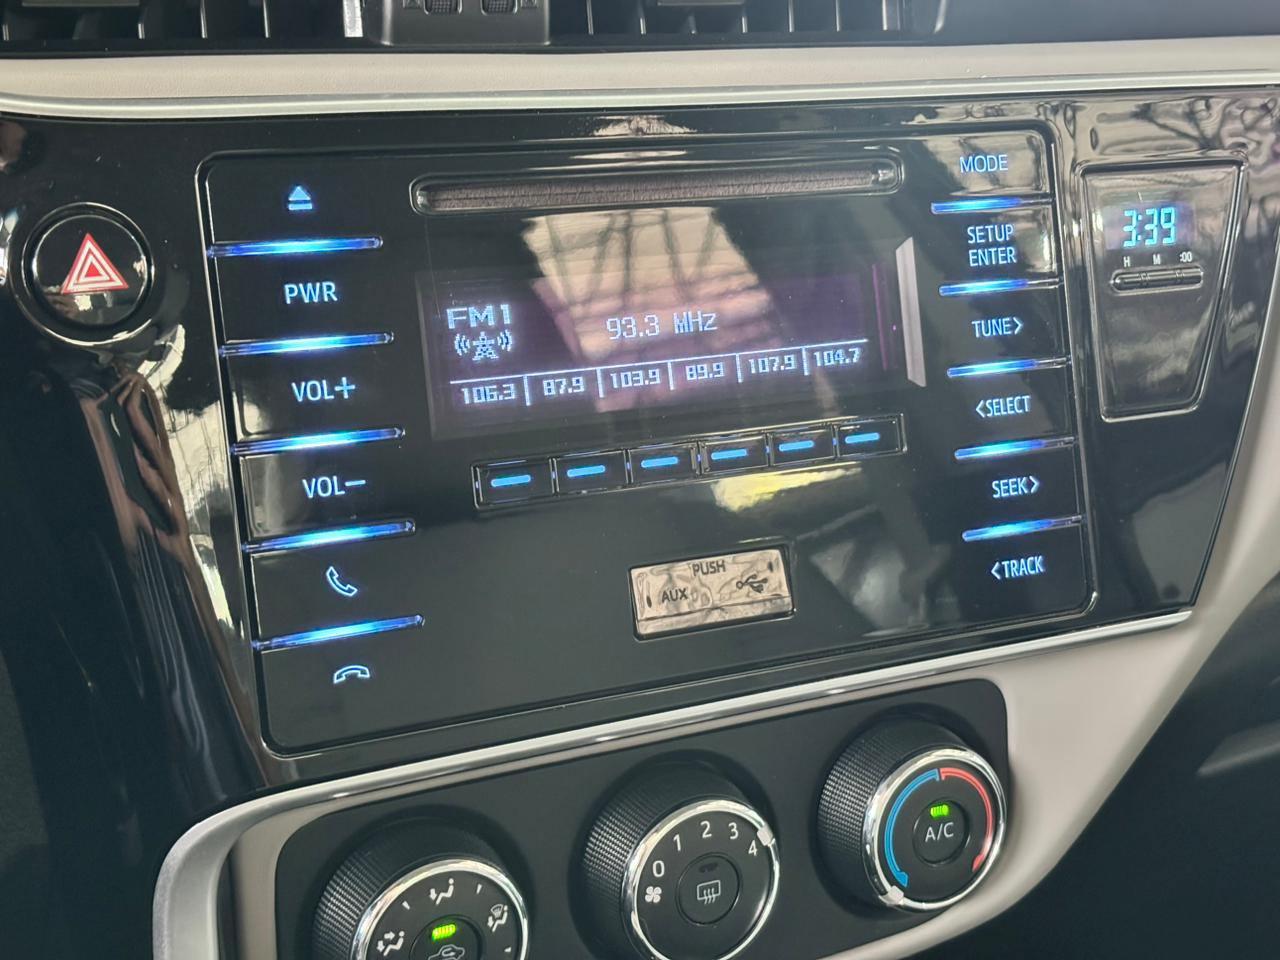 PWR
VOL+
VOL−
FM1
93.3 MHz
106.3 87.9 103.9 89.9 107.9 104.7
PUSH
AUX
MODE
SETUP
ENTER
TUNE>
<SELECT
SEEK>
<TRACK
3:39
H M :00
0 1 2 3 4
A/C